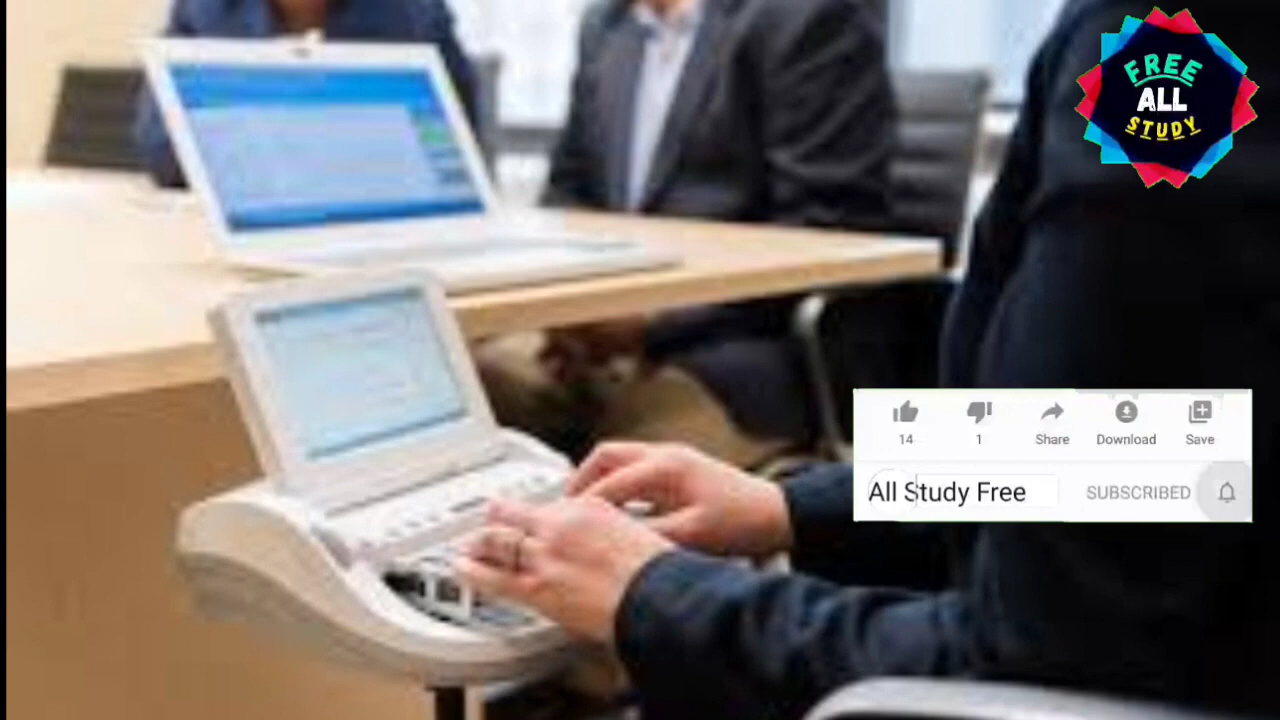 FREE
ALL
STUDY
14 1 Share Download Save
All Study Free SUBSCRIBED